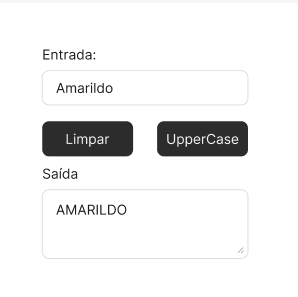 Entrada:
Amarildo
Limpar UpperCase
Saída
AMARILDO